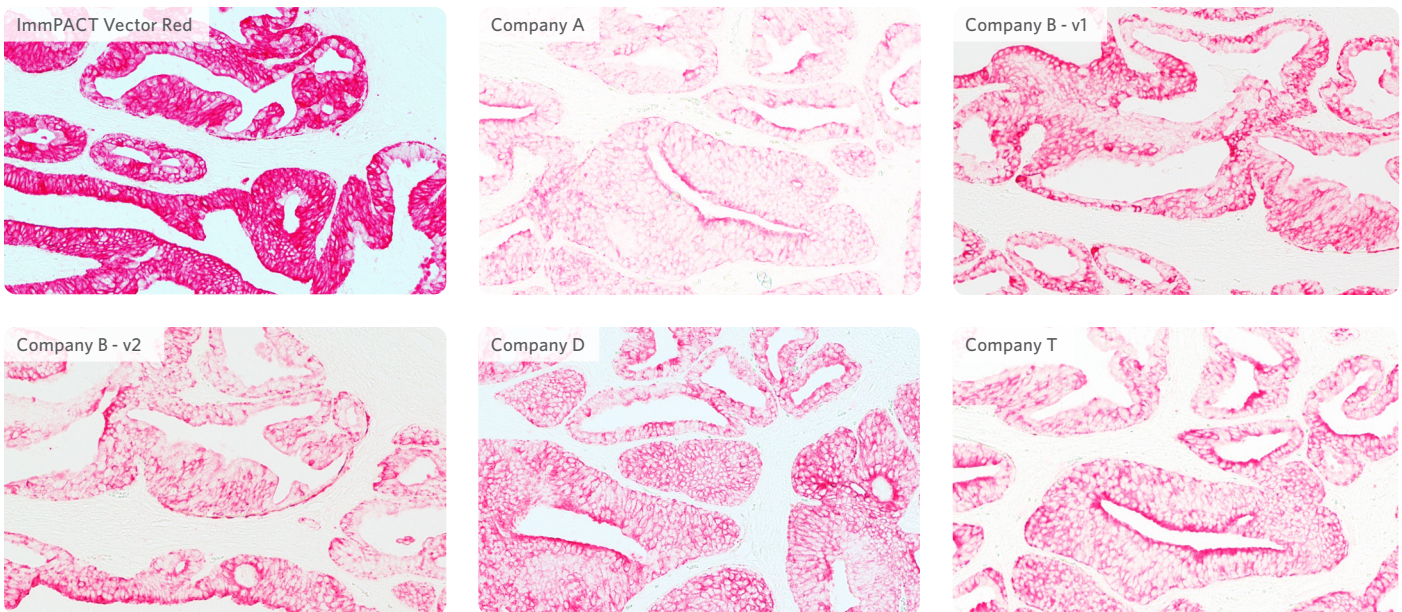 ImmPACT Vector Red
Company A
Company B - v1
Company B - v2
Company D
Company T